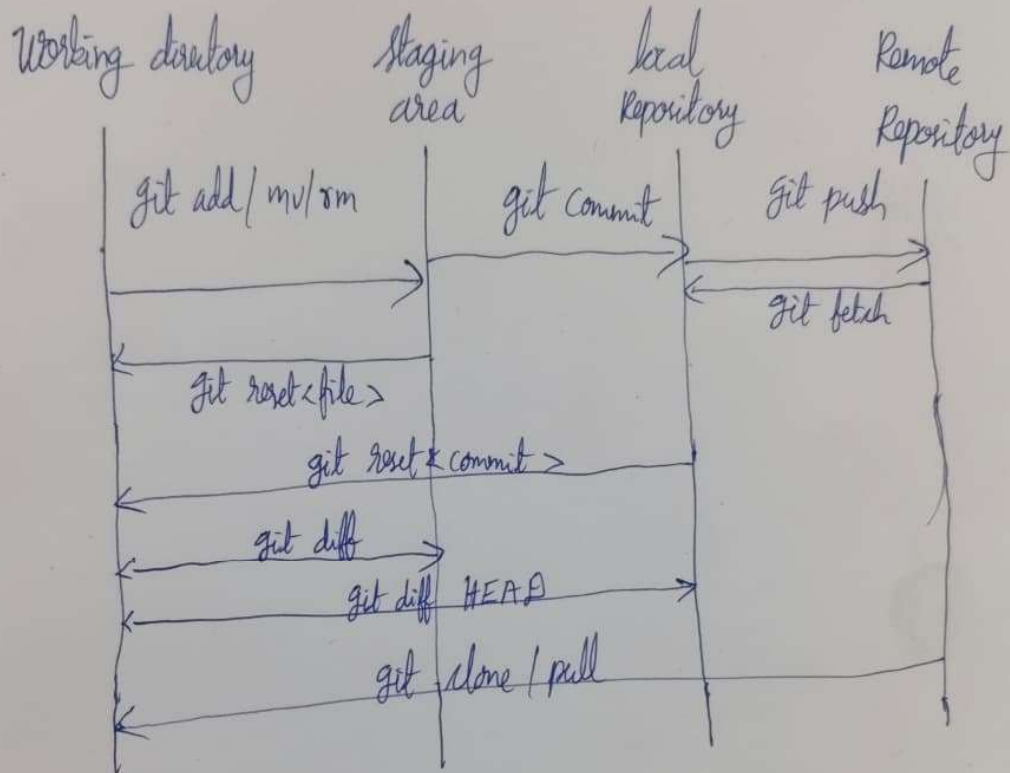 Working directory
Staging
area
local
Repository
Remote
Repository
git add/mv/rm
git commit
git push
git fetch
git reset<file>
git reset<commit>
git diff
git diff HEAD
git clone/pull